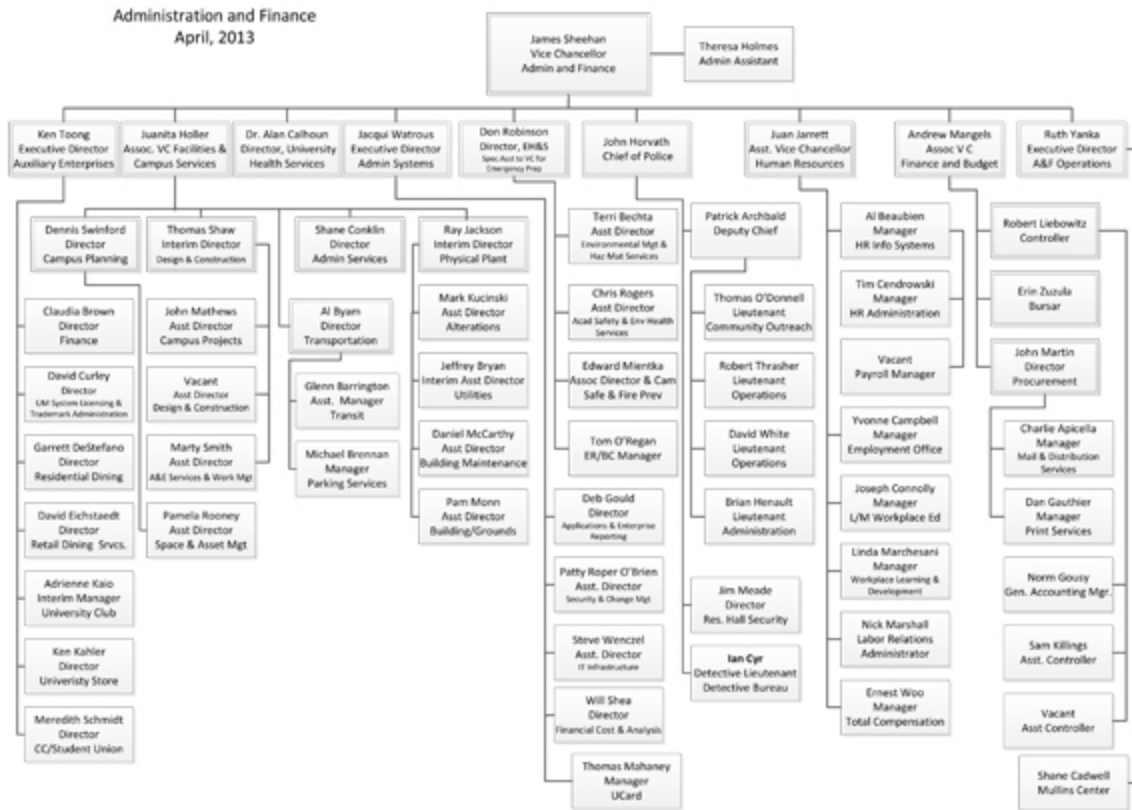 Administration and Finance
April, 2013
James Sheehan
Vice Chancellor
Admin and Finance
Theresa Holmes
Admin Assistant
Ken Toong
Executive Director
Auxiliary Enterprises
Juanita Holler
Assoc. VC Facilities &
Campus Services
Dr. Alan Calhoun
Director, University
Health Services
Jacqui Watrous
Executive Director
Admin Systems
Don Robinson
Director, EH&S
Spec.Asst to VC for
Emergency Prep
John Horvath
Chief of Police
Juan Jarrett
Asst. Vice Chancellor
Human Resources
Andrew Mangels
Assoc V C
Finance and Budget
Ruth Yanka
Executive Director
A&F Operations
Dennis Swinford
Director
Campus Planning
Thomas Shaw
Interim Director
Design & Construction
Shane Conklin
Director
Admin Services
Ray Jackson
Interim Director
Physical Plant
Terri Bechta
Asst Director
Environmental Mgt &
Haz Mat Services
Patrick Archbald
Deputy Chief
Al Beaubien
Manager
HR Info Systems
Robert Liebowitz
Controller
Claudia Brown
Director
Finance
John Mathews
Asst Director
Campus Projects
Al Byam
Director
Transportation
Mark Kucinski
Asst Director
Alterations
Chris Rogers
Asst Director
Acad Safety & Env Health
Services
Thomas O'Donnell
Lieutenant
Community Outreach
Tim Cendrowski
Manager
HR Administration
Erin Zuzula
Bursar
David Curley
Director
UM System Licensing &
Trademark Administration
Vacant
Asst Director
Design & Construction
Glenn Barrington
Asst. Manager
Transit
Jeffrey Bryan
Interim Asst Director
Utilities
Edward Mientka
Assoc Director & Cam
Safe & Fire Prev
Robert Thrasher
Lieutenant
Operations
Vacant
Payroll Manager
John Martin
Director
Procurement
Garrett DeStefano
Director
Residential Dining
Marty Smith
Asst Director
A&E Services & Work Mgt
Michael Brennan
Manager
Parking Services
Daniel McCarthy
Asst Director
Building Maintenance
Tom O'Regan
ER/BC Manager
David White
Lieutenant
Operations
Yvonne Campbell
Manager
Employment Office
Charlie Apicella
Manager
Mail & Distribution
Services
David Eichstaedt
Director
Retail Dining Srvcs.
Pamela Rooney
Asst Director
Space & Asset Mgt
Pam Monn
Asst Director
Building/Grounds
Deb Gould
Director
Applications & Enterprise
Reporting
Brian Henault
Lieutenant
Administration
Joseph Connolly
Manager
L/M Workplace Ed
Dan Gauthier
Manager
Print Services
Adrienne Kaio
Interim Manager
University Club
Patty Roper O'Brien
Asst. Director
Security & Change Mgt
Jim Meade
Director
Res. Hall Security
Linda Marchesani
Manager
Workplace Learning &
Development
Norm Gousy
Gen. Accounting Mgr.
Ken Kahler
Director
Univeristy Store
Steve Wenczel
Asst. Director
IT Infrastructure
Ian Cyr
Detective Lieutenant
Detective Bureau
Nick Marshall
Labor Relations
Administrator
Sam Killings
Asst. Controller
Meredith Schmidt
Director
CC/Student Union
Will Shea
Director
Financial Cost & Analysis
Ernest Woo
Manager
Total Compensation
Vacant
Asst Controller
Thomas Mahaney
Manager
UCard
Shane Cadwell
Mullins Center